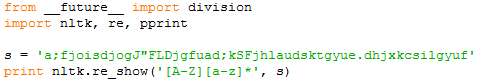 from __future__ import division
import nltk, re, pprint
s = 'a;fjoisdjogJ"FLDjgfuad;kSFjhlaudsktgyue.dhjxkcsilgyuf'
print nltk.re_show('[A-Z][a-z]*', s)